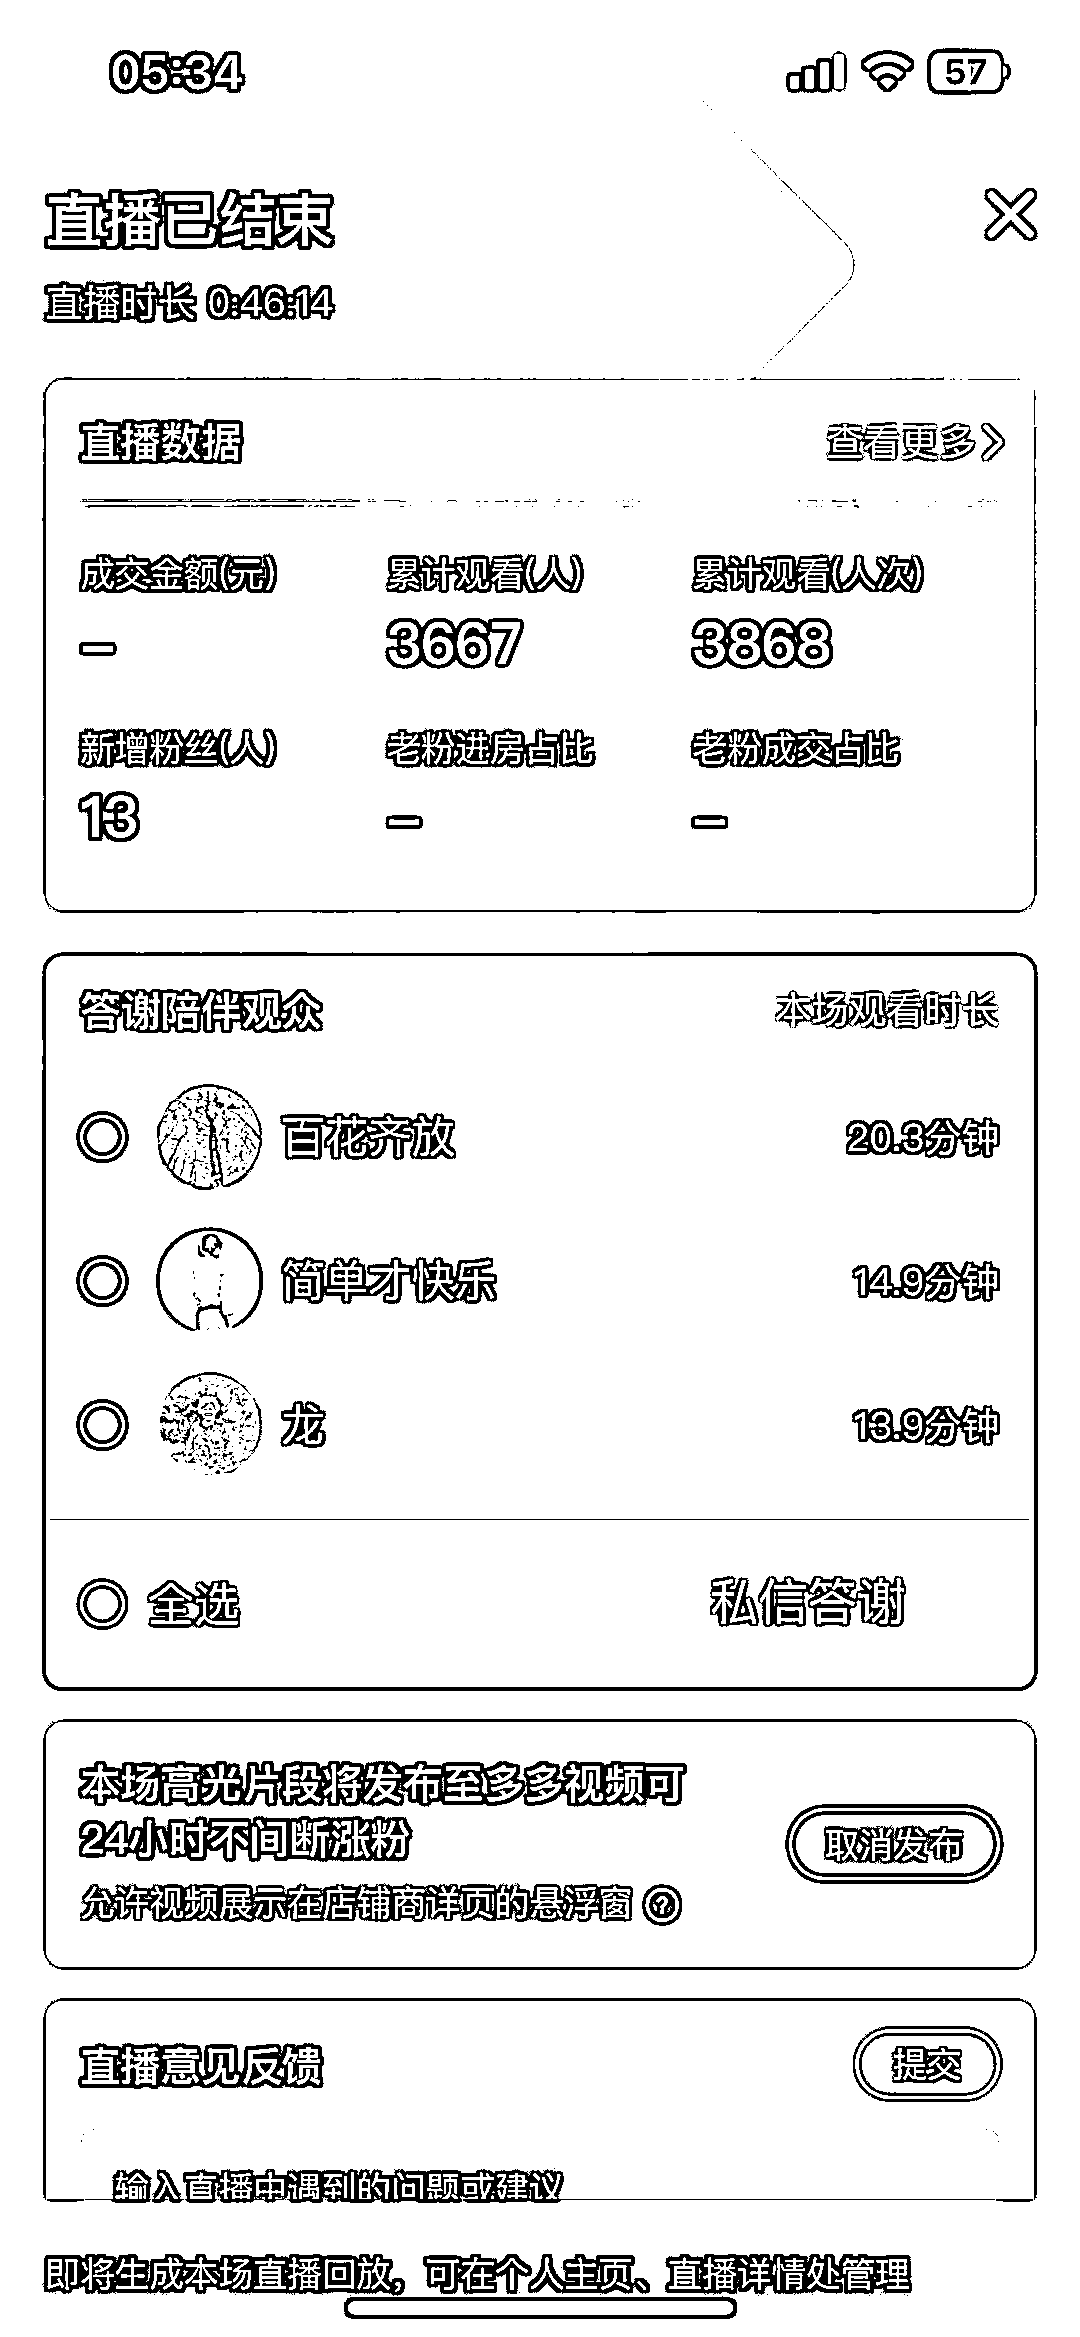 05:34
57
直播已结束
直播时长 0:46:14
直播数据
查看更多
成交金额(元) 累计观看(人) 累计观看(人次)
– 3667 3868
新增粉丝(人) 老粉进房占比 老粉成交占比
13 – –
答谢陪伴观众 本场观看时长
百花齐放 20.3分钟
简单才快乐 14.9分钟
龙 13.9分钟
全选 私信答谢
本场高光片段将发布至多多视频可
24小时不间断涨粉
取消发布
允许视频展示在店铺商详页的悬浮窗 ?
直播意见反馈 提交
输入直播中遇到的问题或建议
即将生成本场直播回放，可在个人主页、直播详情处管理